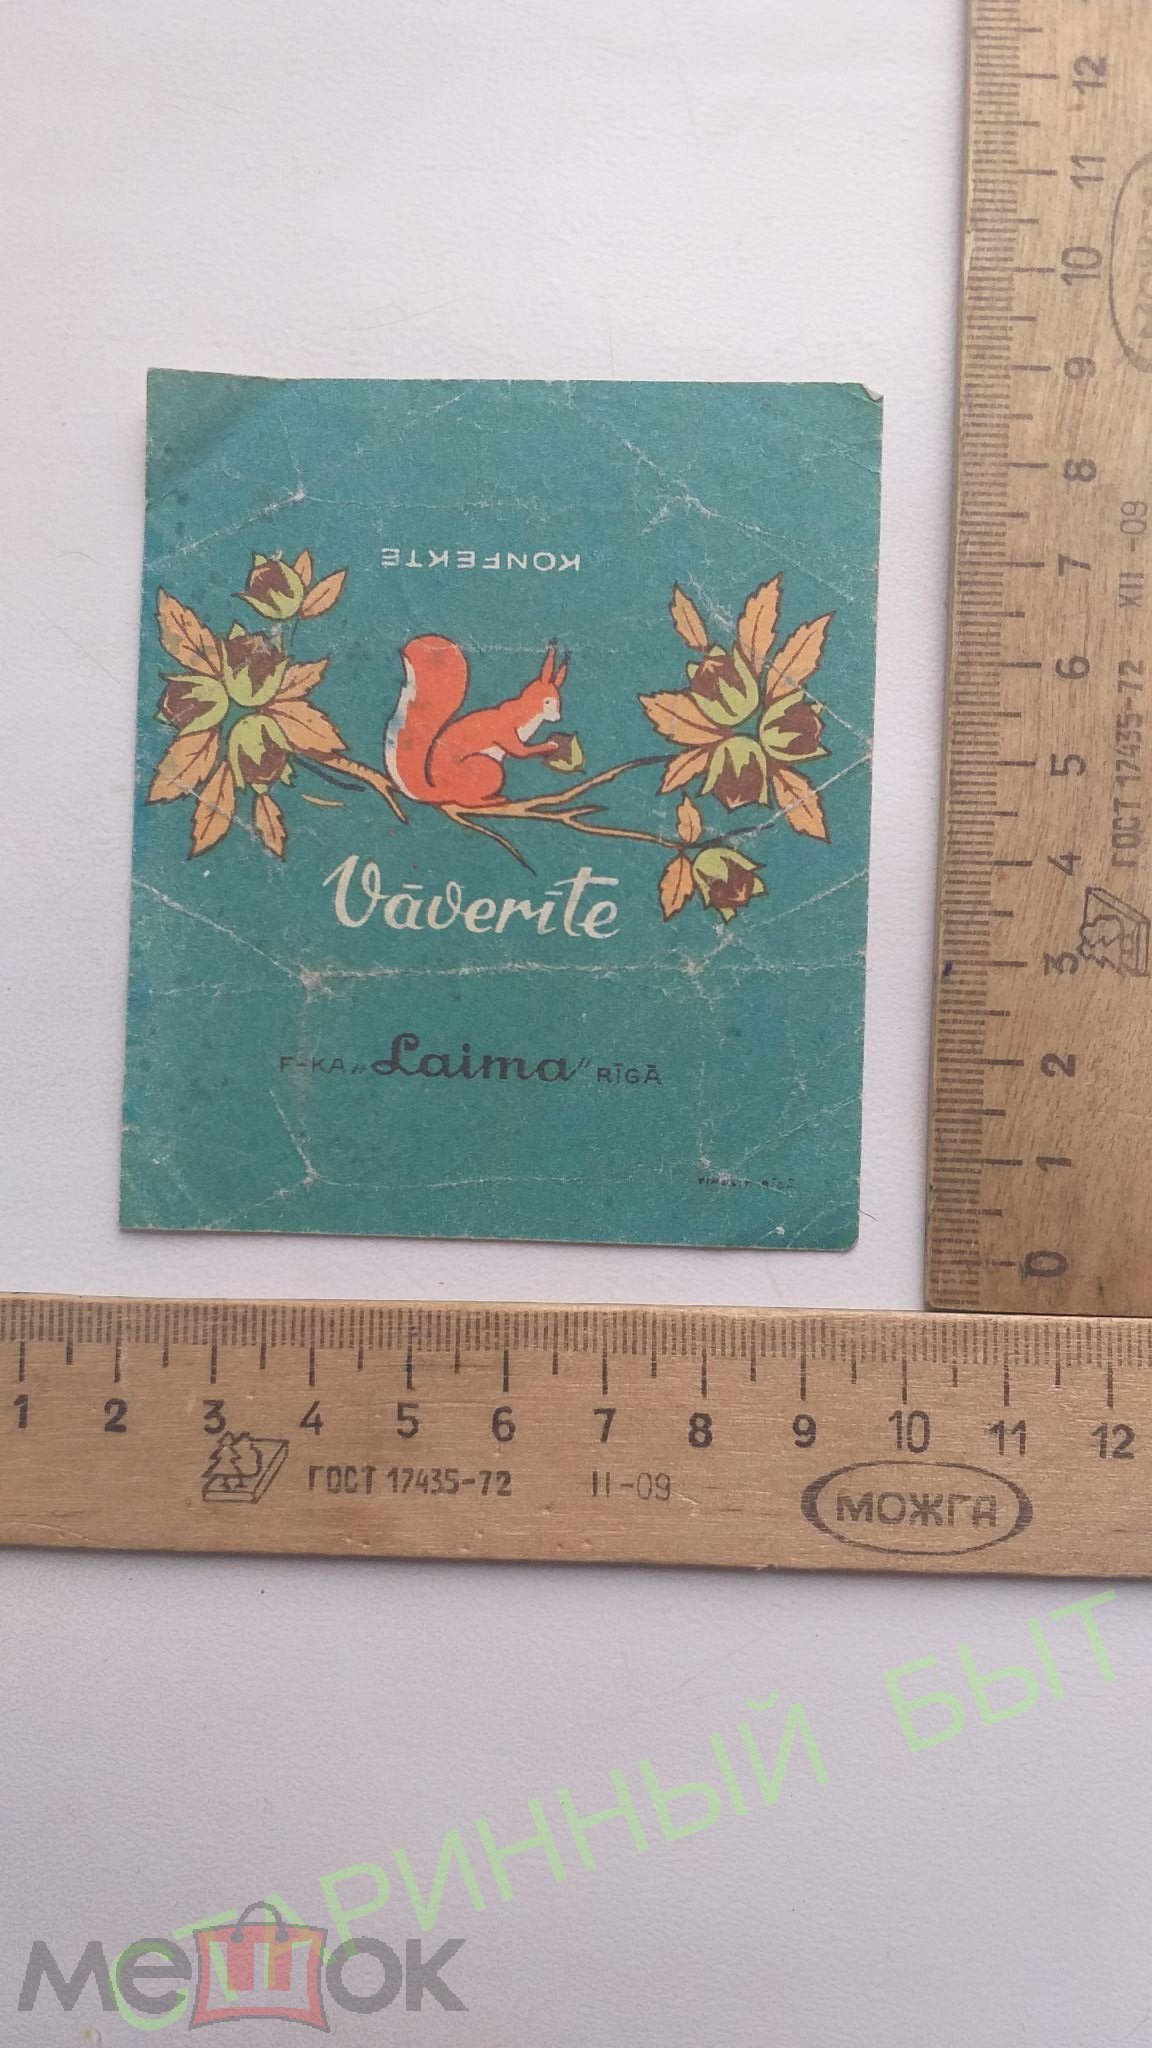 KONFEKTE
Vāverīte
F-KA „Laima” RĪGĀ
12
11
10
9
8
7
6
5
4
3
2
1
0
ГОСТ 17435-72 XII-09
1 2 3 4 5 6 7 8 9 10 11 12
ГОСТ 17435-72 II-09
МОЖГА
СТАРИННЫЙ БЫТ
мешок